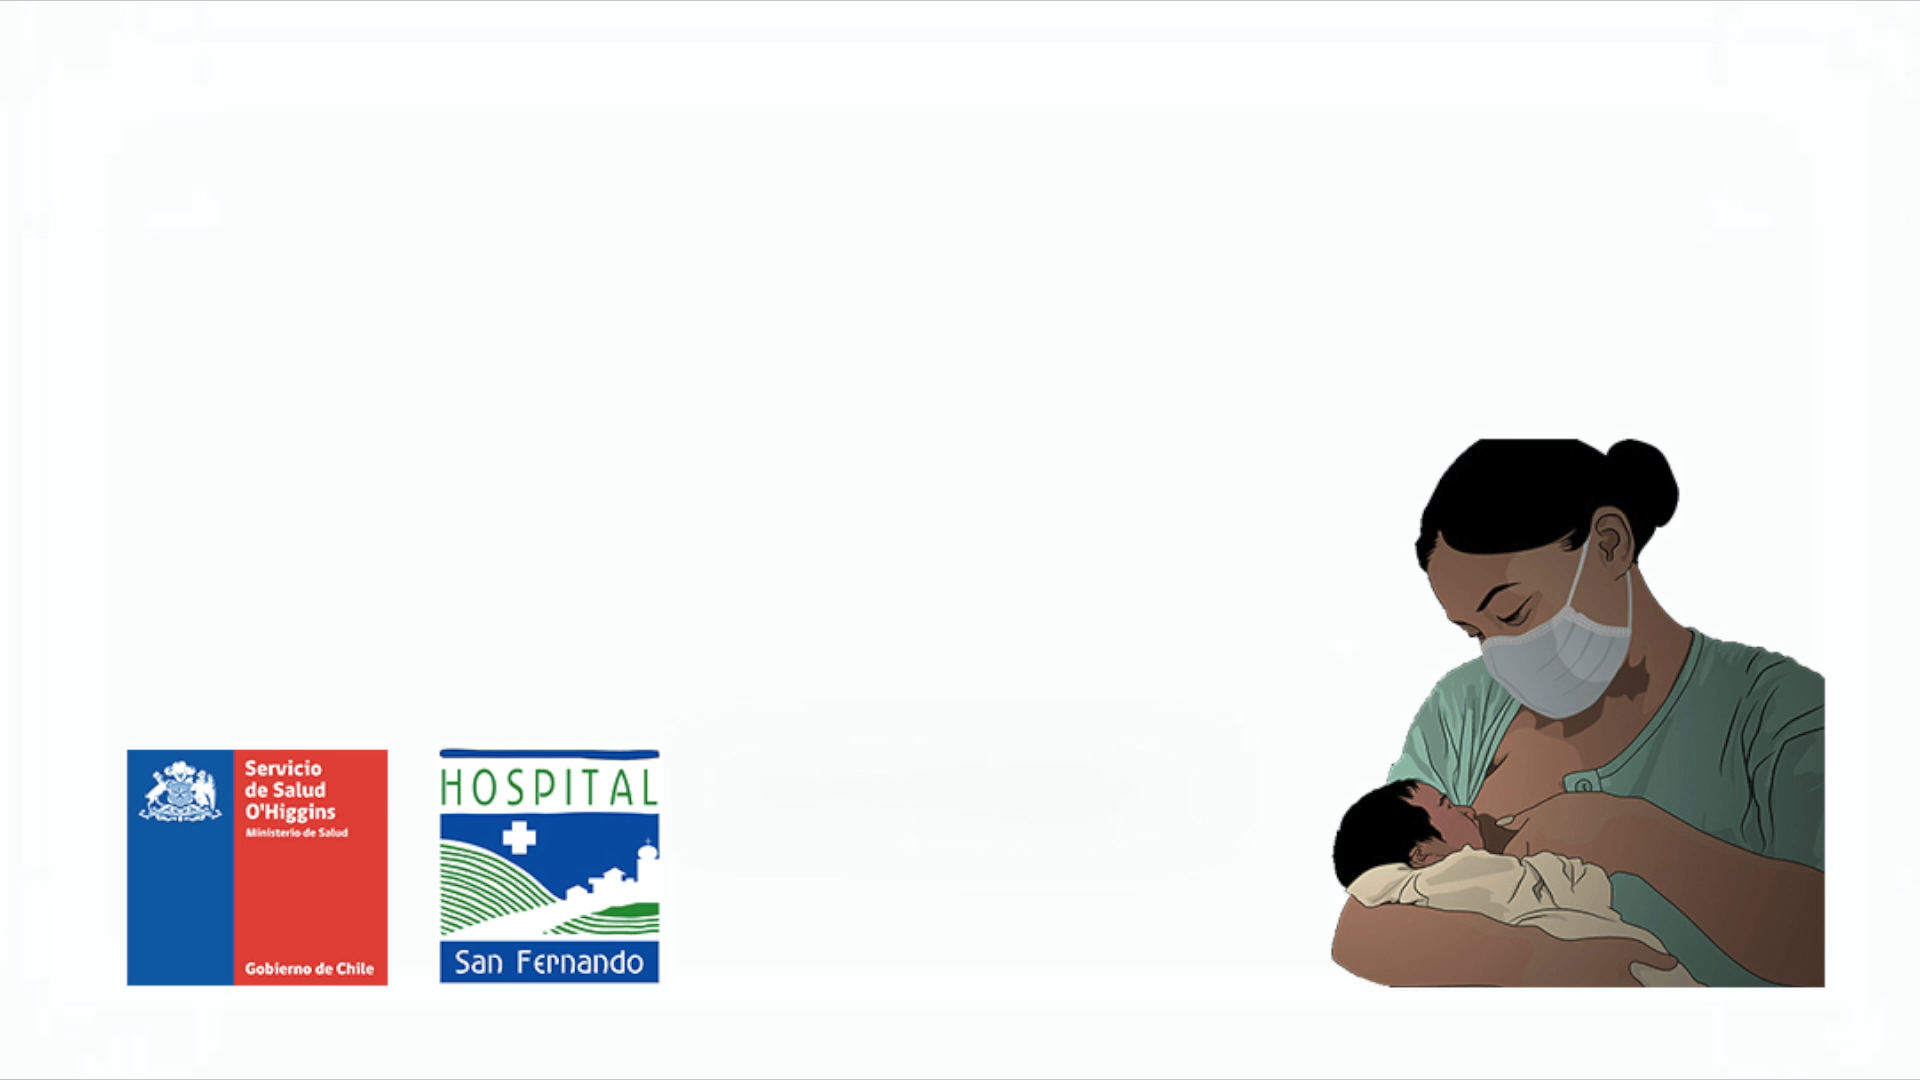 Servicio
de Salud
O'Higgins
Ministerio de Salud
Gobierno de Chile
HOSPITAL
San Fernando